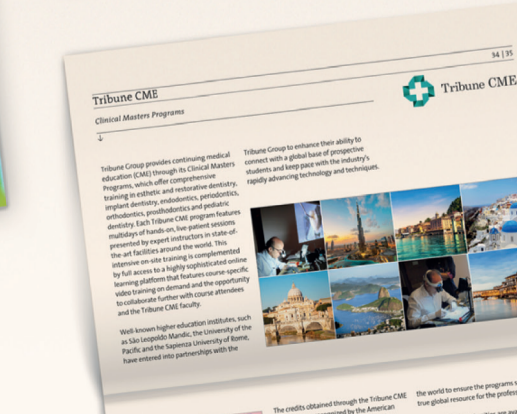 34 | 35
Tribune CME
Tribune CME
Clinical Masters Programs
Tribune Group provides continuing medical
education (CME) through its Clinical Masters
Programs, which offer comprehensive
training in esthetic and restorative dentistry,
implant dentistry, endodontics, periodontics,
orthodontics, prosthodontics and pediatric
dentistry. Each Tribune CME program features
multidays of hands-on, live-patient sessions
presented by expert instructors in state-of-
the-art facilities around the world. This
intensive on-site training is complemented
by full access to a highly sophisticated online
learning platform that features course-specific
video training on demand and the opportunity
to collaborate further with course attendees
and the Tribune CME faculty.
Well-known higher education institutes, such
as São Leopoldo Mandic, the University of the
Pacific and the Sapienza University of Rome,
have entered into partnerships with the
Tribune Group to enhance their ability to
connect with a global base of prospective
students and keep pace with the industry's
rapidly advancing technology and techniques.
The credits obtained through the Tribune CME
by the American
the world to ensure the programs
true global resource for the